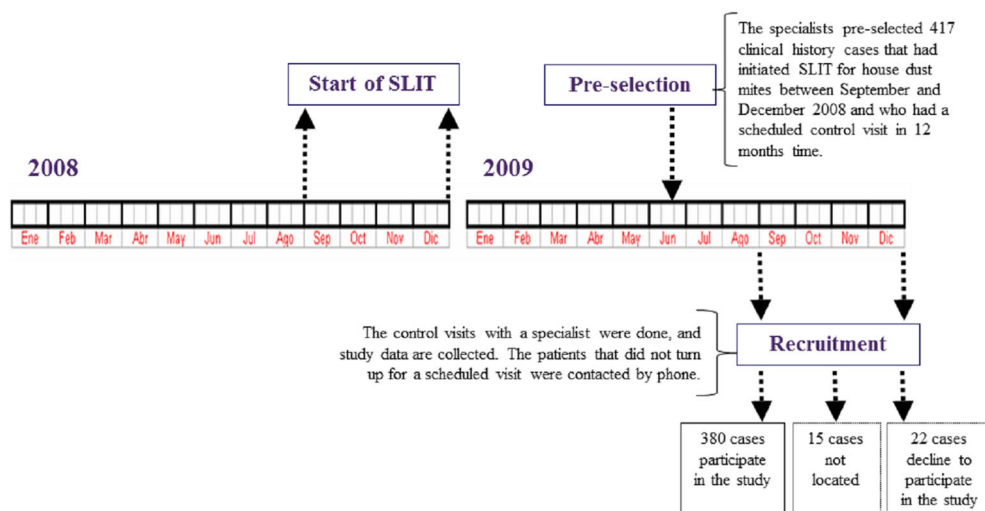 The specialists pre-selected 417
clinical history cases that had
initiated SLIT for house dust
mites between September and
December 2008 and who had a
scheduled control visit in 12
months time.
Start of SLIT
Pre-selection
2008
2009
Ene Feb Mar Abr May Jun Jul Ago Sep Oct Nov Dic
Ene Feb Mar Abr May Jun Jul Ago Sep Oct Nov Dic
The control visits with a specialist were done, and
study data are collected. The patients that did not turn
up for a scheduled visit were contacted by phone.
Recruitment
380 cases
participate
in the study
15 cases
not
located
22 cases
decline to
participate
in the study